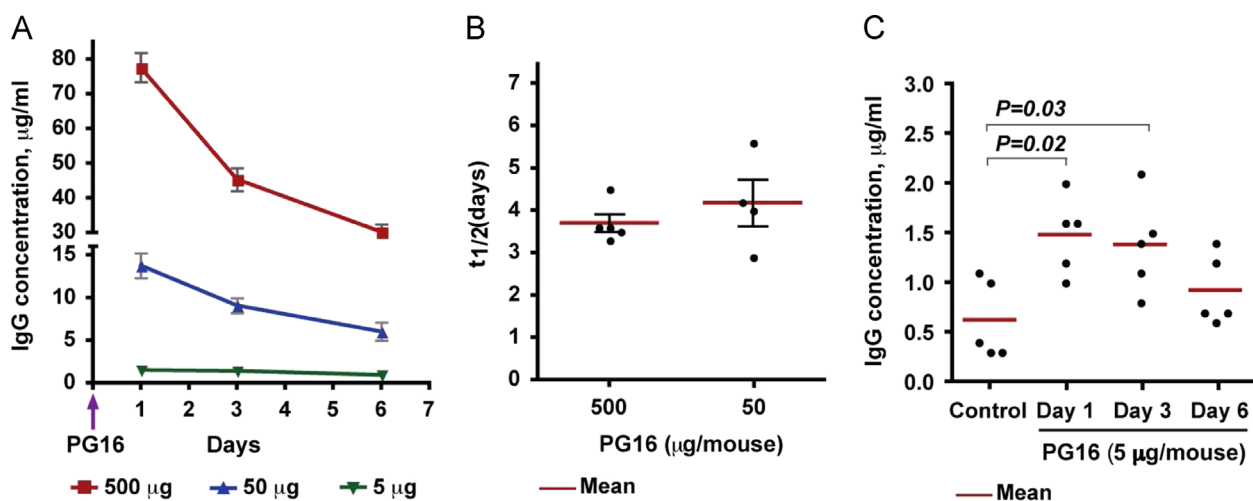 A
IgG concentration, μg/ml
80
70
60
50
40
30
15
10
5
0
1 2 3 4 5 6 7
PG16 Days
500 μg 50 μg 5 μg
B
t1/2(days)
7
6
5
4
3
2
1
0
500 50
PG16 (μg/mouse)
Mean
C
IgG concentration, μg/ml
3.0
2.5
2.0
1.5
1.0
0.5
0.0
P=0.03
P=0.02
Control Day 1 Day 3 Day 6
PG16 (5 μg/mouse)
Mean